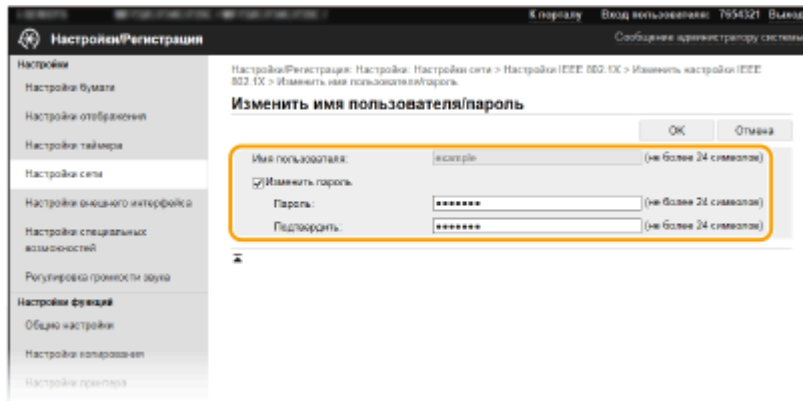 К порталу Вход пользователя: 7654321 Выход
Настройки/Регистрация
Сообщение администратору системы
Настройки
Настройки бумаги
Настройки отображения
Настройки таймера
Настройки сети
Настройки внешнего интерфейса
Настройки специальных
возможностей
Регулировка громкости звука
Настройки функций
Общие настройки
Настройки копирования
Настройки принтера
Настройки/Регистрация: Настройки: Настройки сети > Настройки IEEE 802.1X > Изменить настройки IEEE
802.1X > Изменить имя пользователя/пароль
Изменить имя пользователя/пароль
OK Отмена
Имя пользователя: example (не более 24 символов)
Изменить пароль
Пароль: ••••••• (не более 24 символов)
Подтвердить: ••••••• (не более 24 символов)